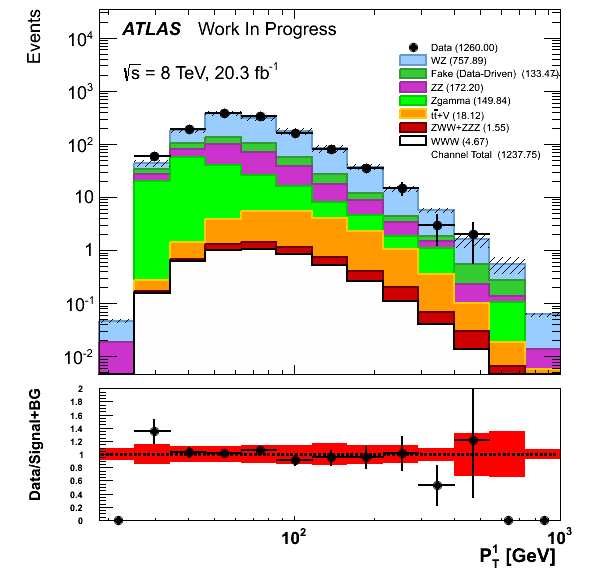 ATLAS Work In Progress
√s = 8 TeV, 20.3 fb⁻¹
Events
10⁴
10³
10²
10
1
10⁻¹
10⁻²
Data (1260.00)
WZ (757.89)
Fake (Data-Driven) (133.47)
ZZ (172.20)
Zgamma (149.84)
tt̄+V (18.12)
ZWW+ZZZ (1.55)
WWW (4.67)
Channel Total (1237.75)
Data/Signal+BG
2
1.8
1.6
1.4
1.2
1
0.8
0.6
0.4
0.2
0
10²
10³
P_T^1 [GeV]